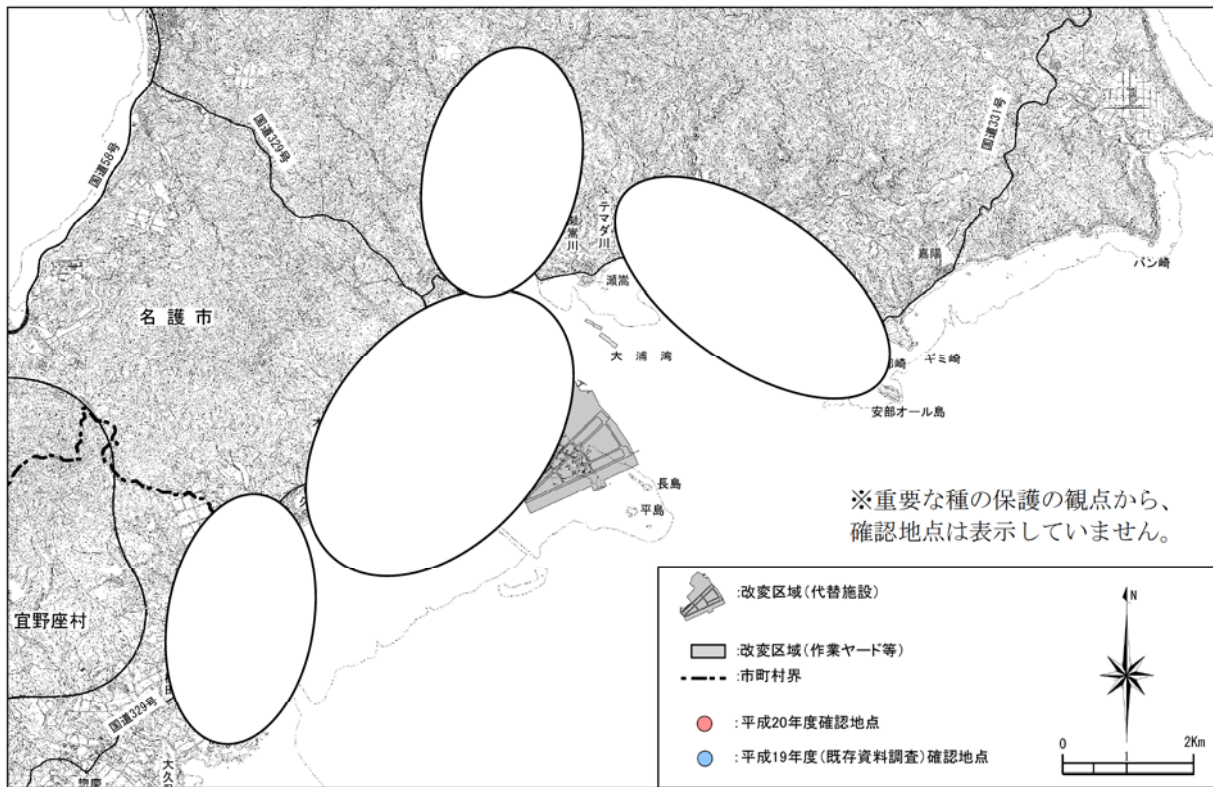 国道58号
国道329号
国道331号
テマダ川
嵩川
瀬嵩
嘉陽
バン崎
名護市
大浦湾
崎
ギミ崎
安部オール島
長島
平島
※重要な種の保護の観点から、
確認地点は表示していません。
宜野座村
国道329号
:改変区域(代替施設)
:改変区域(作業ヤード等)
:市町村界
:平成20年度確認地点
:平成19年度(既存資料調査)確認地点
N
0
1
2Km